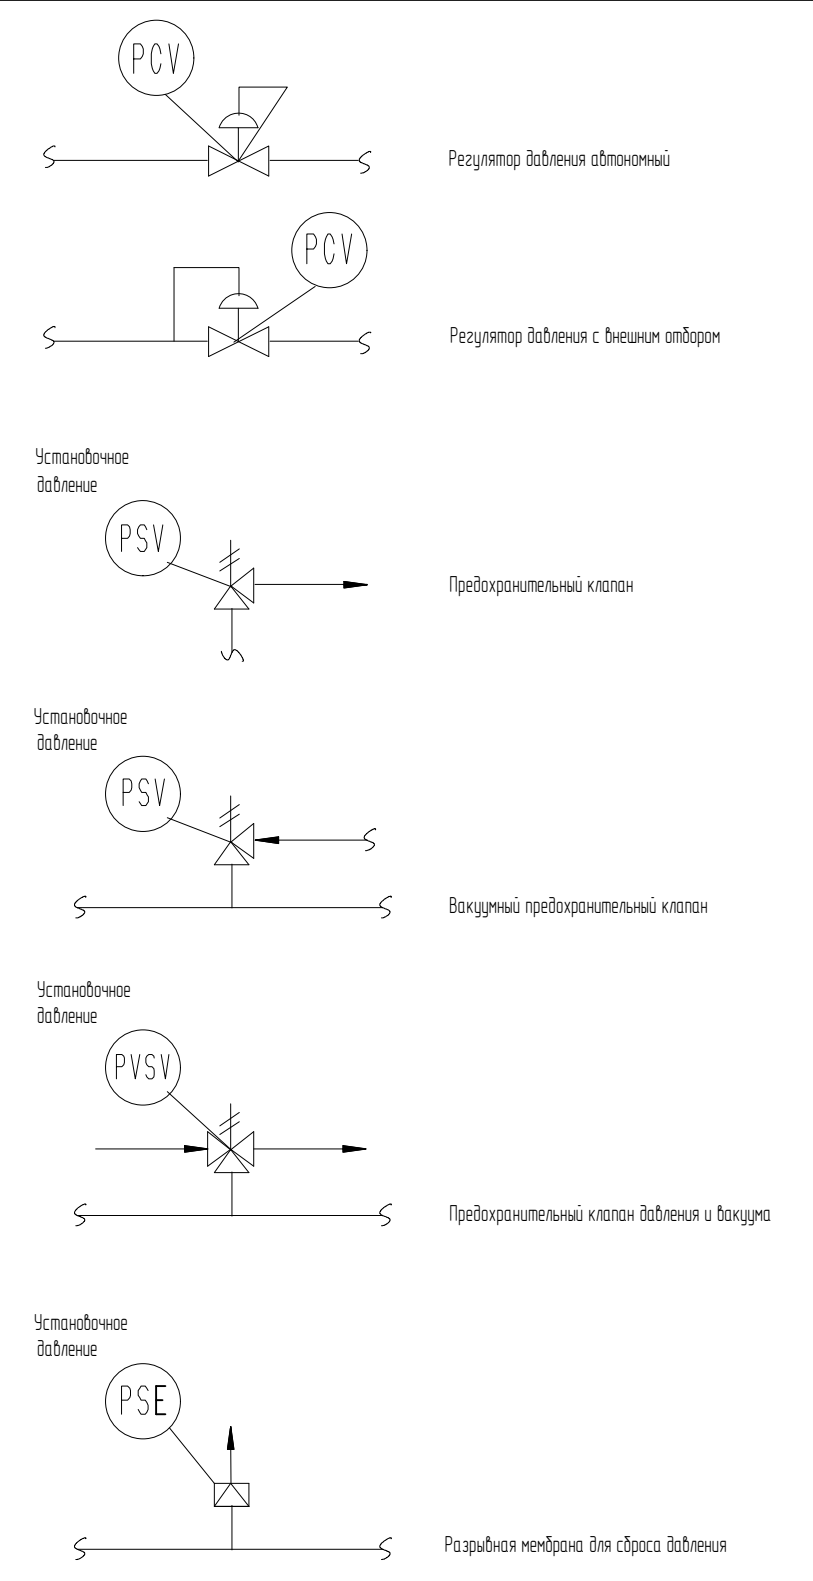 PCV
Регулятор давления автономный
PCV
Регулятор давления с внешним отбором
Установочное
давление
PSV
Предохранительный клапан
Установочное
давление
PSV
Вакуумный предохранительный клапан
Установочное
давление
PVSV
Предохранительный клапан давления и вакуума
Установочное
давление
PSE
Разрывная мембрана для сброса давления